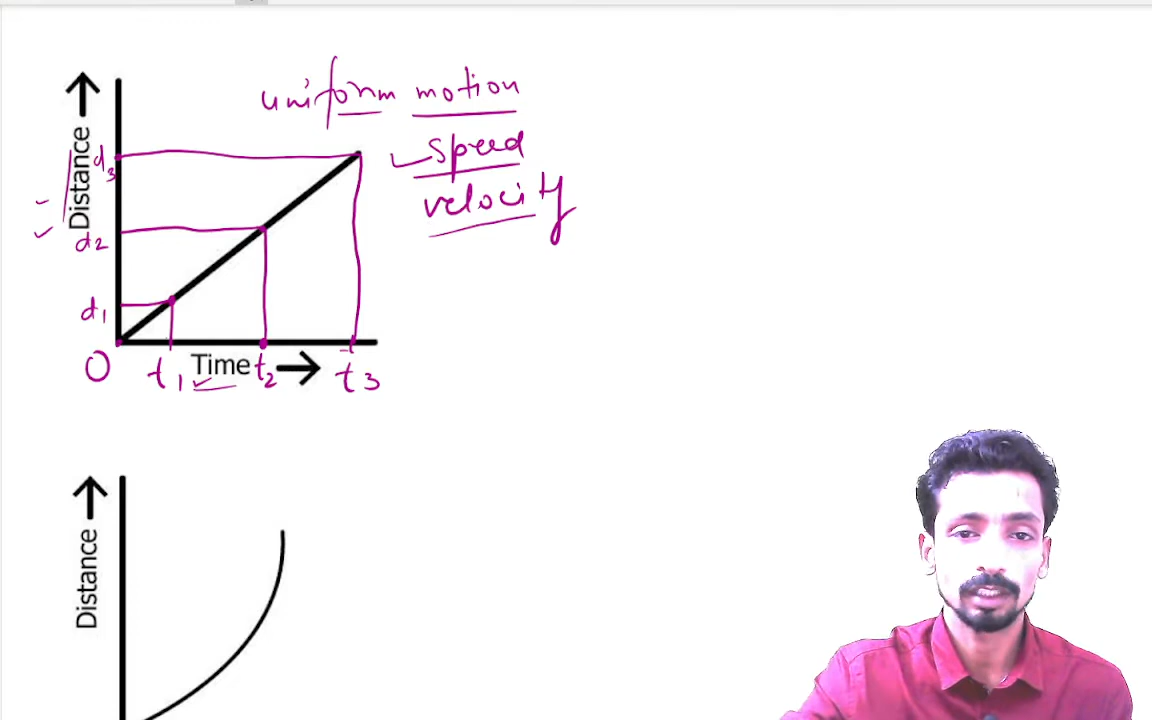 uniform motion
speed
velocity
Distance
d3
d2
d1
O
t1
Time
t2
t3
Distance